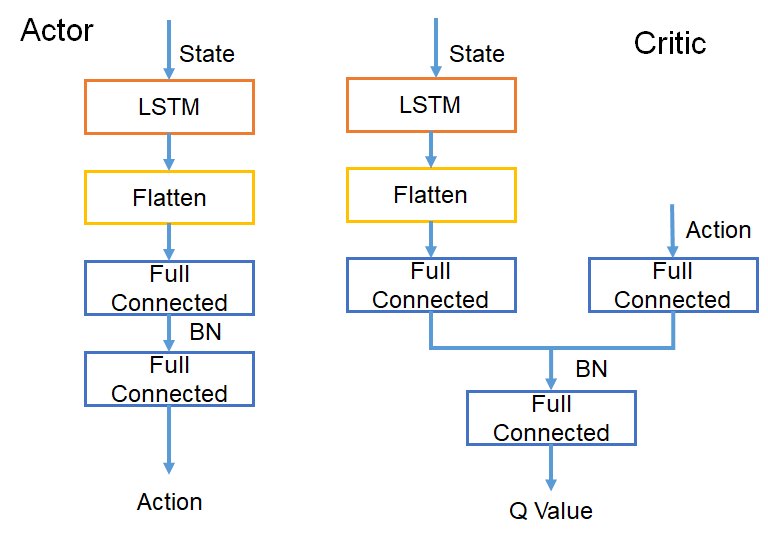 Actor
State
LSTM
Flatten
Full
Connected
BN
Full
Connected
Action
Critic
State
LSTM
Flatten
Full
Connected
Action
Full
Connected
BN
Full
Connected
Q Value